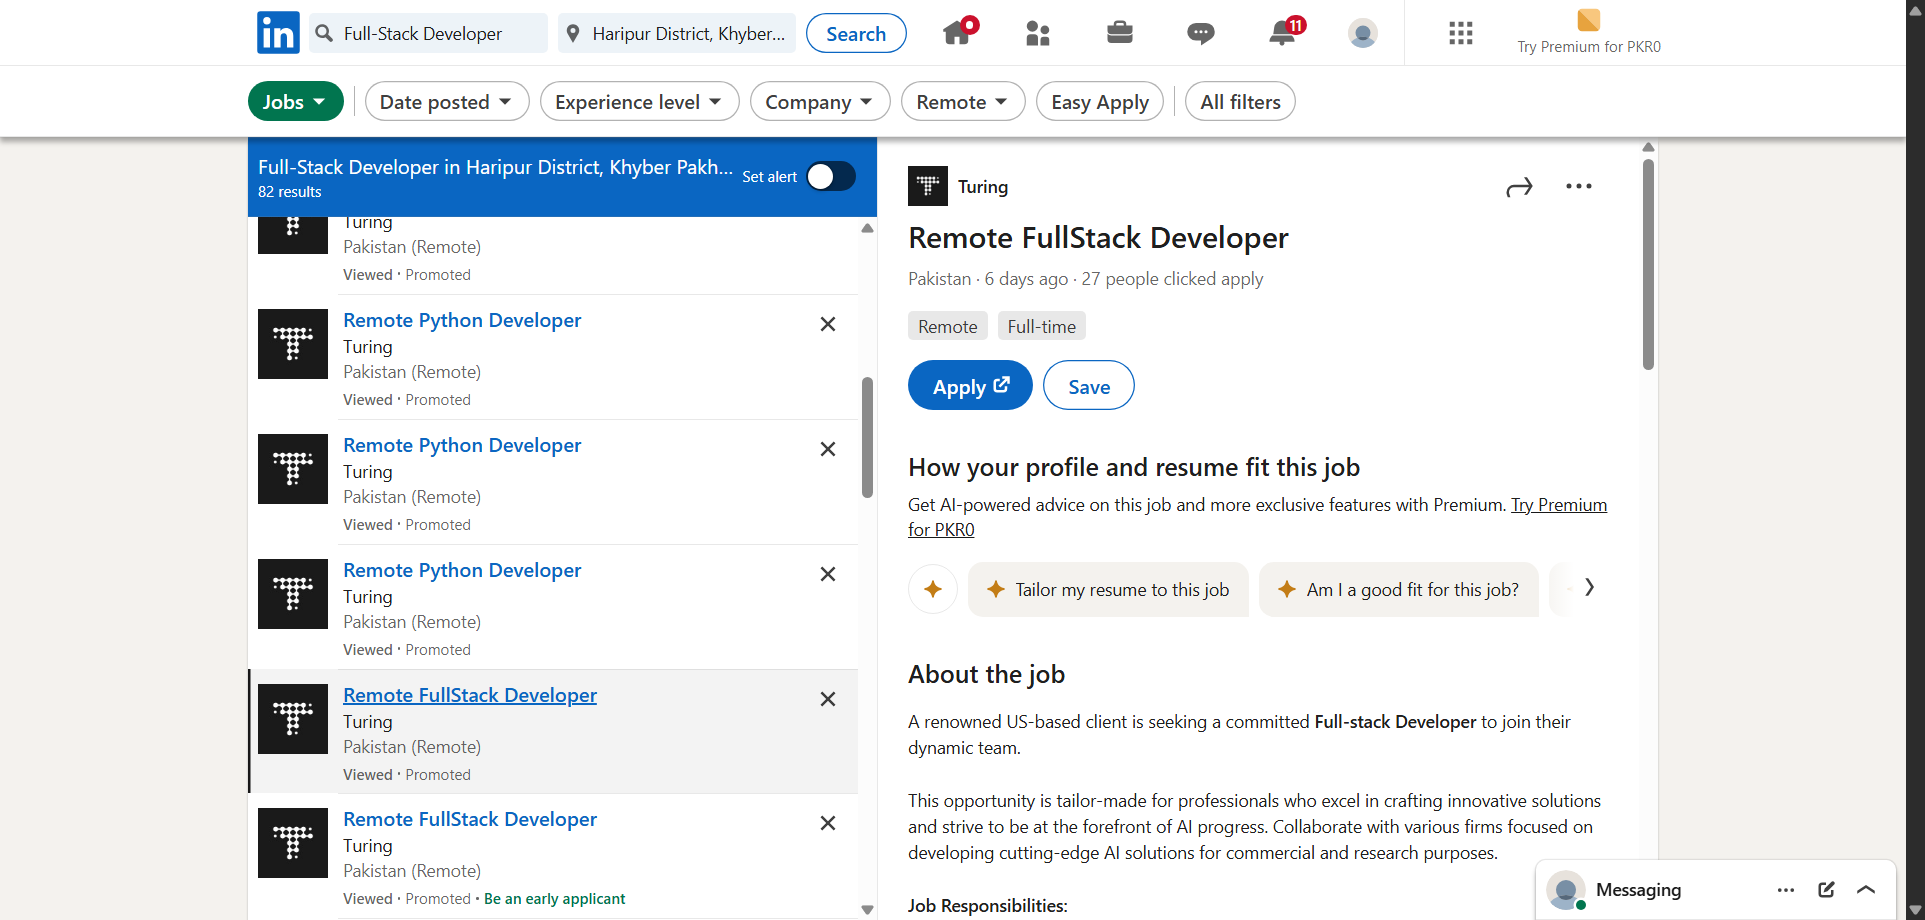 in
Full-Stack Developer
Haripur District, Khyber...
Search
11
Try Premium for PKR0
Jobs
Date posted
Experience level
Company
Remote
Easy Apply
All filters
Full-Stack Developer in Haripur District, Khyber Pakh...
82 results
Set alert
Turing
Pakistan (Remote)
Viewed · Promoted
Remote Python Developer
Turing
Pakistan (Remote)
Viewed · Promoted
Remote Python Developer
Turing
Pakistan (Remote)
Viewed · Promoted
Remote Python Developer
Turing
Pakistan (Remote)
Viewed · Promoted
Remote FullStack Developer
Turing
Pakistan (Remote)
Viewed · Promoted
Remote FullStack Developer
Turing
Pakistan (Remote)
Viewed · Promoted · Be an early applicant
Turing
Remote FullStack Developer
Pakistan · 6 days ago · 27 people clicked apply
Remote
Full-time
Apply
Save
How your profile and resume fit this job
Get AI-powered advice on this job and more exclusive features with Premium. Try Premium
for PKR0
Tailor my resume to this job
Am I a good fit for this job?
About the job
A renowned US-based client is seeking a committed Full-stack Developer to join their
dynamic team.
This opportunity is tailor-made for professionals who excel in crafting innovative solutions
and strive to be at the forefront of AI progress. Collaborate with various firms focused on
developing cutting-edge AI solutions for commercial and research purposes.
Job Responsibilities:
Messaging